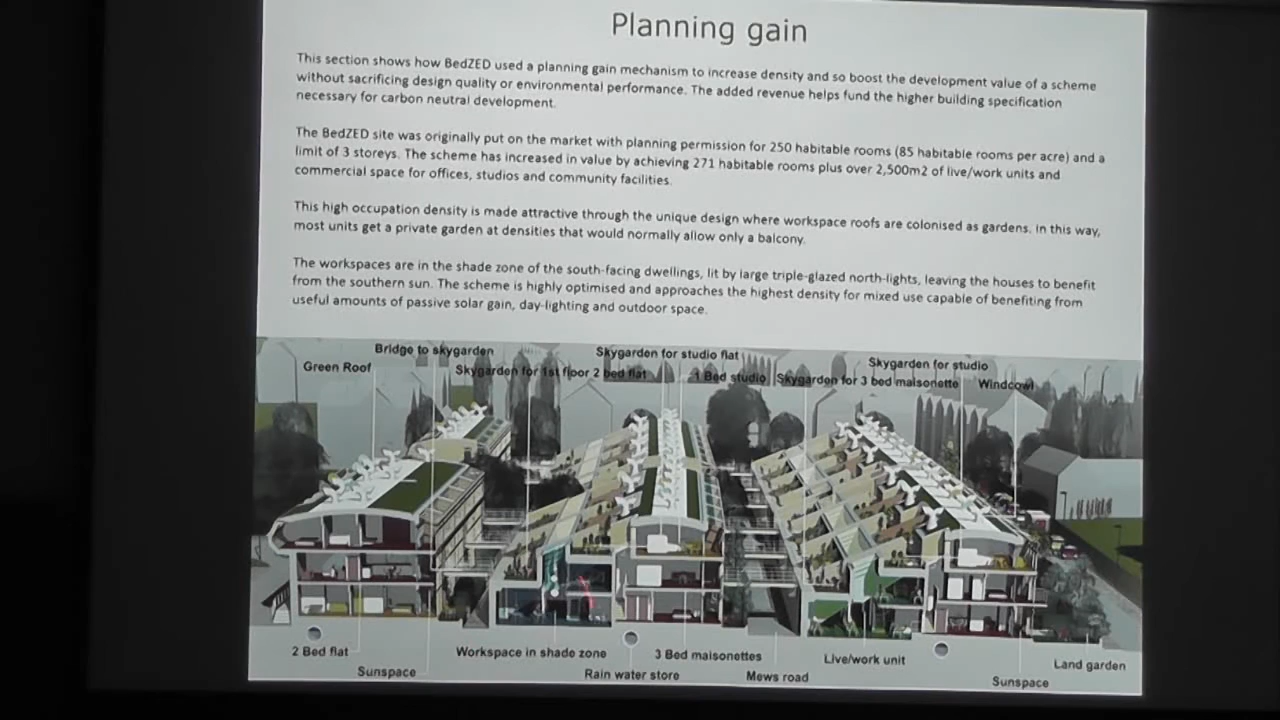 Planning gain
This section shows how BedZED used a planning gain mechanism to increase density and so boost the development value of a scheme
without sacrificing design quality or environmental performance. The added revenue helps fund the higher building specification
necessary for carbon neutral development.
The BedZED site was originally put on the market with planning permission for 250 habitable rooms (85 habitable rooms per acre) and a
limit of 3 storeys. The scheme has increased in value by achieving 271 habitable rooms plus over 2,500m2 of live/work units and
commercial space for offices, studios and community facilities.
This high occupation density is made attractive through the unique design where workspace roofs are colonised as gardens. In this way,
most units get a private garden at densities that would normally allow only a balcony.
The workspaces are in the shade zone of the south-facing dwellings, lit by large triple-glazed north-lights, leaving the houses to benefit
from the southern sun. The scheme is highly optimised and approaches the highest density for mixed use capable of benefiting from
useful amounts of passive solar gain, day-lighting and outdoor space.
Bridge to skygarden
Skygarden for studio flat
Skygarden for studio
Green Roof
Skygarden for 1st floor 2 bed flat
1 Bed studio
Skygarden for 3 bed maisonette
Windcowl
2 Bed flat
Workspace in shade zone
3 Bed maisonettes
Live/work unit
Land garden
Sunspace
Rain water store
Mews road
Sunspace